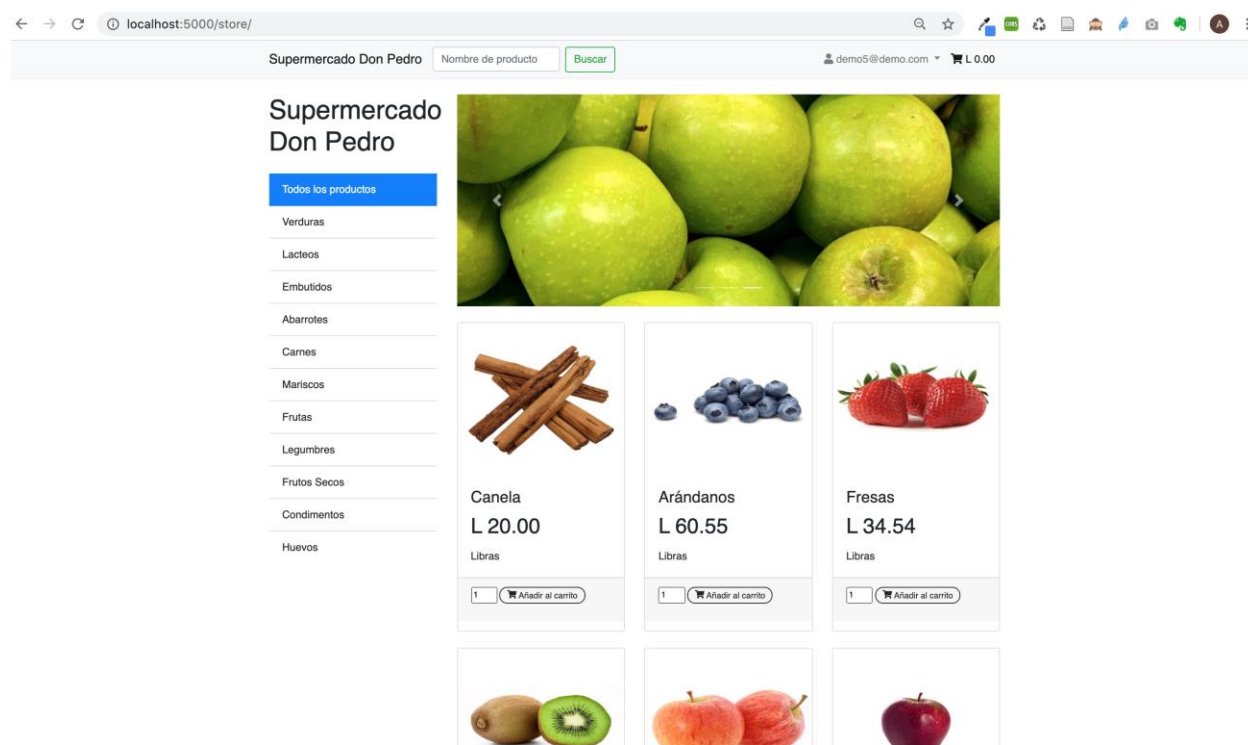 localhost:5000/store/
CORS
A
Supermercado Don Pedro Nombre de producto Buscar demo5@demo.com L 0.00
Supermercado
Don Pedro
Todos los productos
Verduras
Lacteos
Embutidos
Abarrotes
Carnes
Mariscos
Frutas
Legumbres
Frutos Secos
Condimentos
Huevos
Canela
L 20.00
Libras
1 Añadir al carrito
Arándanos
L 60.55
Libras
1 Añadir al carrito
Fresas
L 34.54
Libras
1 Añadir al carrito